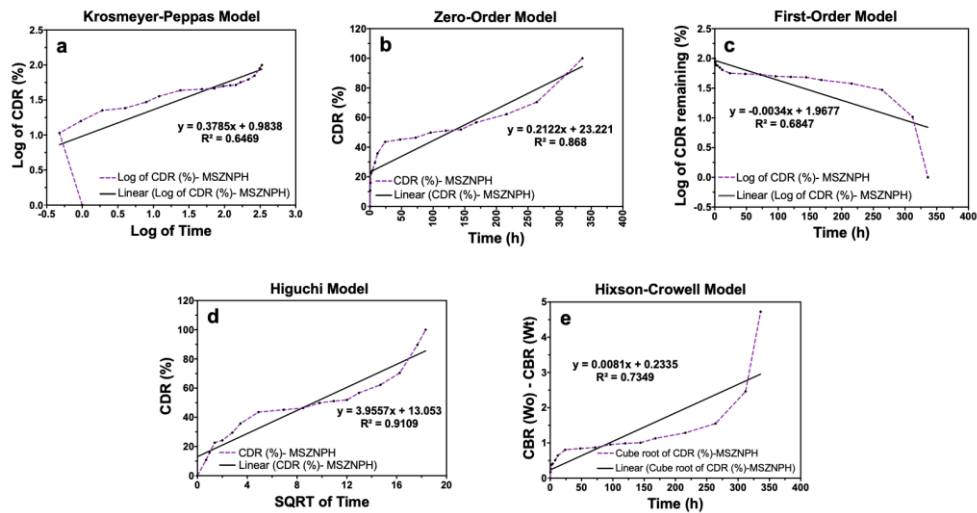 Krosmeyer-Peppas Model
a
Log of CDR (%)
2.5
2.0
1.5
1.0
0.5
0.0
-0.5
0.0
0.5
1.0
1.5
2.0
2.5
3.0
y = 0.3785x + 0.9838
R² = 0.6469
Log of CDR (%)- MSZNPH
Linear (Log of CDR (%)- MSZNPH)
Log of Time
Zero-Order Model
b
CDR (%)
120
100
80
60
40
20
0
0
50
100
150
200
250
300
350
400
y = 0.2122x + 23.221
R² = 0.868
CDR (%)- MSZNPH
Linear (CDR (%)- MSZNPH)
Time (h)
First-Order Model
c
Log of CDR remaining (%)
2.5
2.0
1.5
1.0
0.5
0.0
-0.5
0
50
100
150
200
250
300
350
400
y = -0.0034x + 1.9677
R² = 0.6847
Log of CDR (%)- MSZNPH
Linear (Log of CDR (%)- MSZNPH)
Time (h)
Higuchi Model
d
CDR (%)
120
100
80
60
40
20
0
0
4
8
12
16
20
y = 3.9557x + 13.053
R² = 0.9109
CDR (%)- MSZNPH
Linear (CDR (%)- MSZNPH)
SQRT of Time
Hixson-Crowell Model
e
CBR (Wo) - CBR (Wt)
5
4
3
2
1
0
0
50
100
150
200
250
300
350
400
y = 0.0081x + 0.2335
R² = 0.7349
Cube root of CDR (%)-MSZNPH
Linear (Cube root of CDR (%)-MSZNPH)
Time (h)